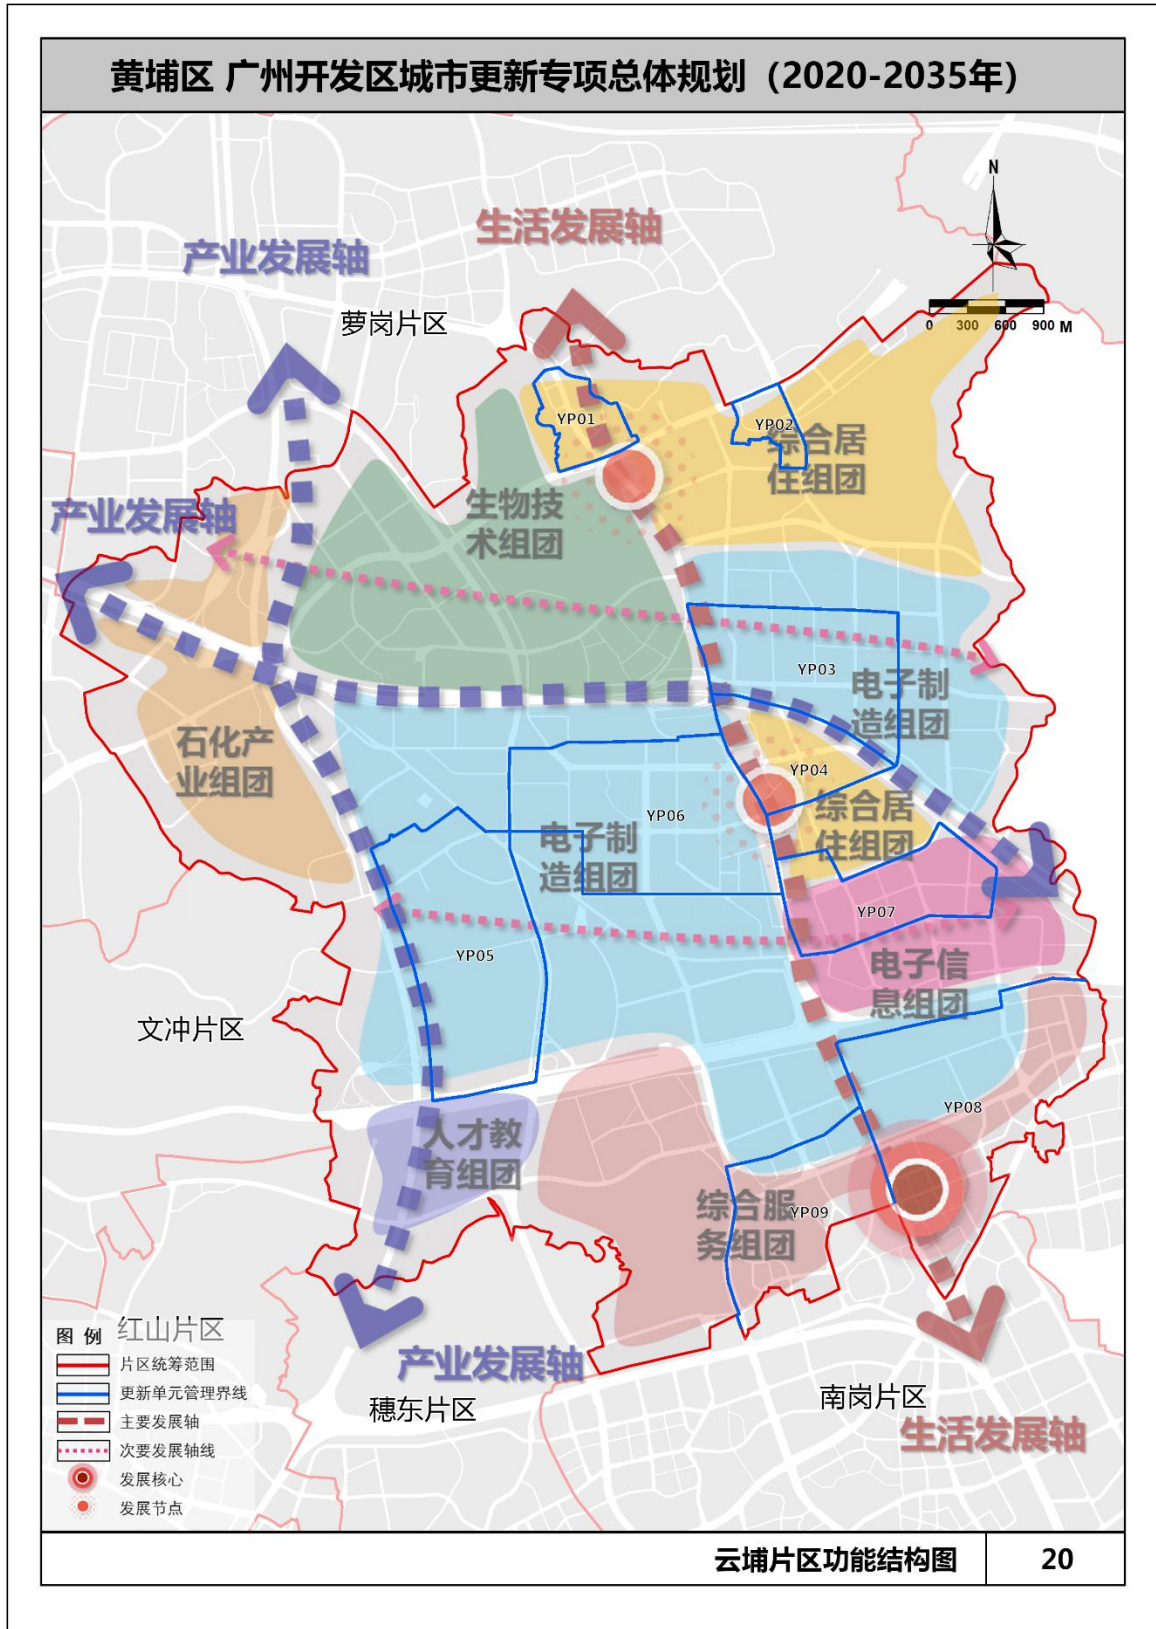 黄埔区 广州开发区城市更新专项总体规划（2020-2035年）
N
0 300 600 900 M
生活发展轴
产业发展轴
萝岗片区
YP01
YP02
综合居
住组团
生物技
术组团
产业发展轴
YP03
电子制
造组团
石化产
业组团
YP04
综合居
住组团
YP06
电子制
造组团
YP07
YP05
电子信
息组团
文冲片区
YP08
人才教
育组团
综合服
务组团
YP09
红山片区
产业发展轴
穗东片区
南岗片区
生活发展轴
图 例
片区统筹范围
更新单元管理界线
主要发展轴
次要发展轴线
发展核心
发展节点
云埔片区功能结构图
20